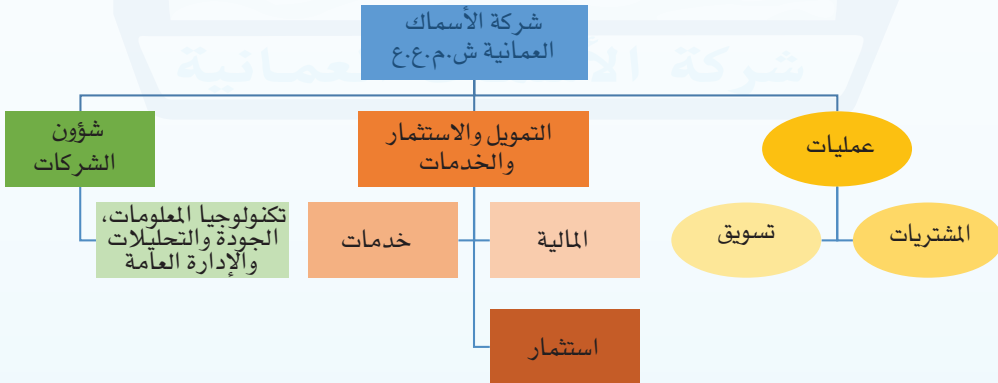 شركة الأسماك
العمانية ش.م.ع.ع
عمليات
التمويل والاستثمار
والخدمات
شؤون
الشركات
المشتريات
تسويق
المالية
خدمات
تكنولوجيا المعلومات،
الجودة والتحليلات
والإدارة العامة
استثمار